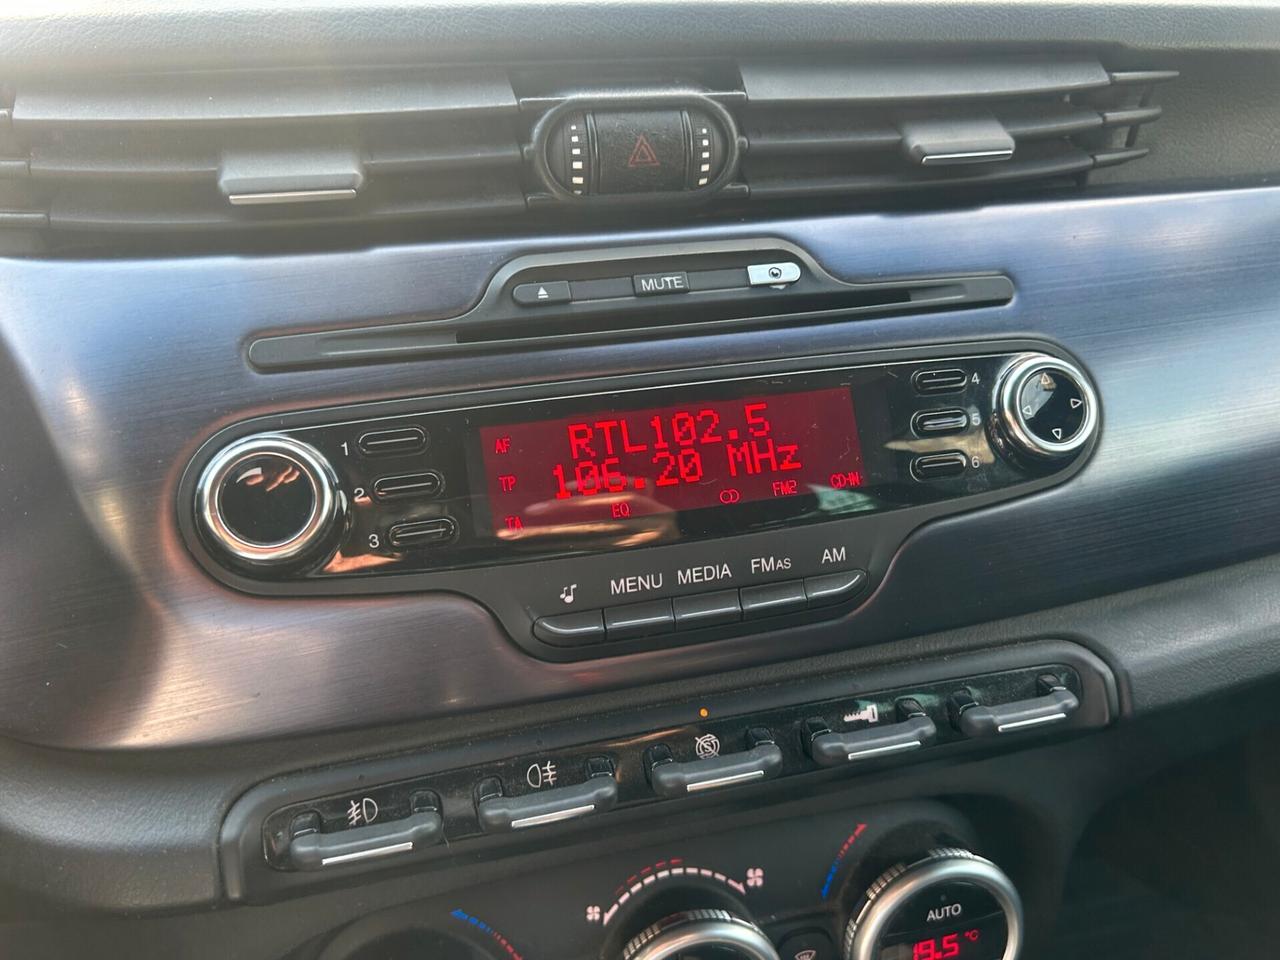 MUTE
1
2
3
AF
TP
TA
RTL102.5
106.20 MHz
EQ
FM2
CD-IN
4
5
6
MENU
MEDIA
FMAS
AM
AUTO
19.5 °C